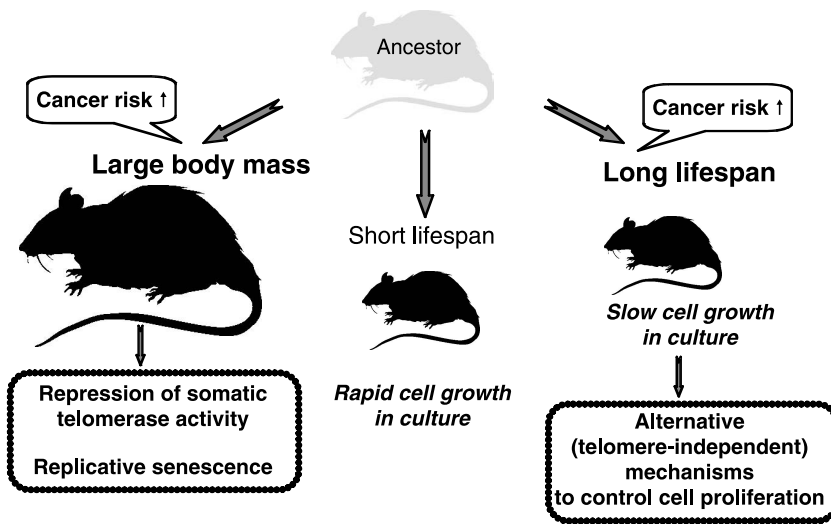 Ancestor
Cancer risk ↑
Large body mass
Repression of somatic
telomerase activity
Replicative senescence
Short lifespan
Rapid cell growth
in culture
Cancer risk ↑
Long lifespan
Slow cell growth
in culture
Alternative
(telomere-independent)
mechanisms
to control cell proliferation